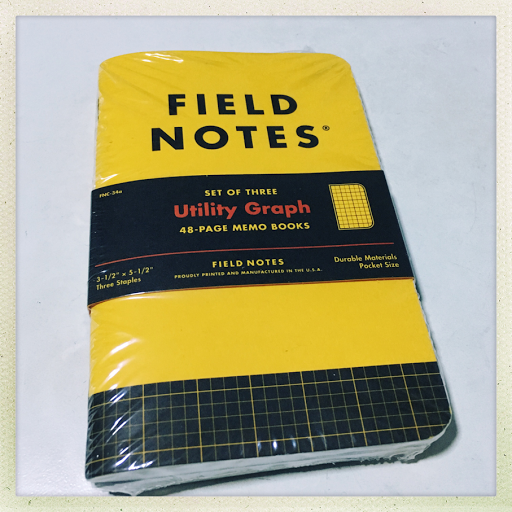 FIELD
NOTES®
FNC-34a
SET OF THREE
Utility Graph
48-PAGE MEMO BOOKS
3-1/2" × 5-1/2"
Three Staples
FIELD NOTES
PROUDLY PRINTED AND MANUFACTURED IN THE U.S.A.
Durable Materials
Pocket Size